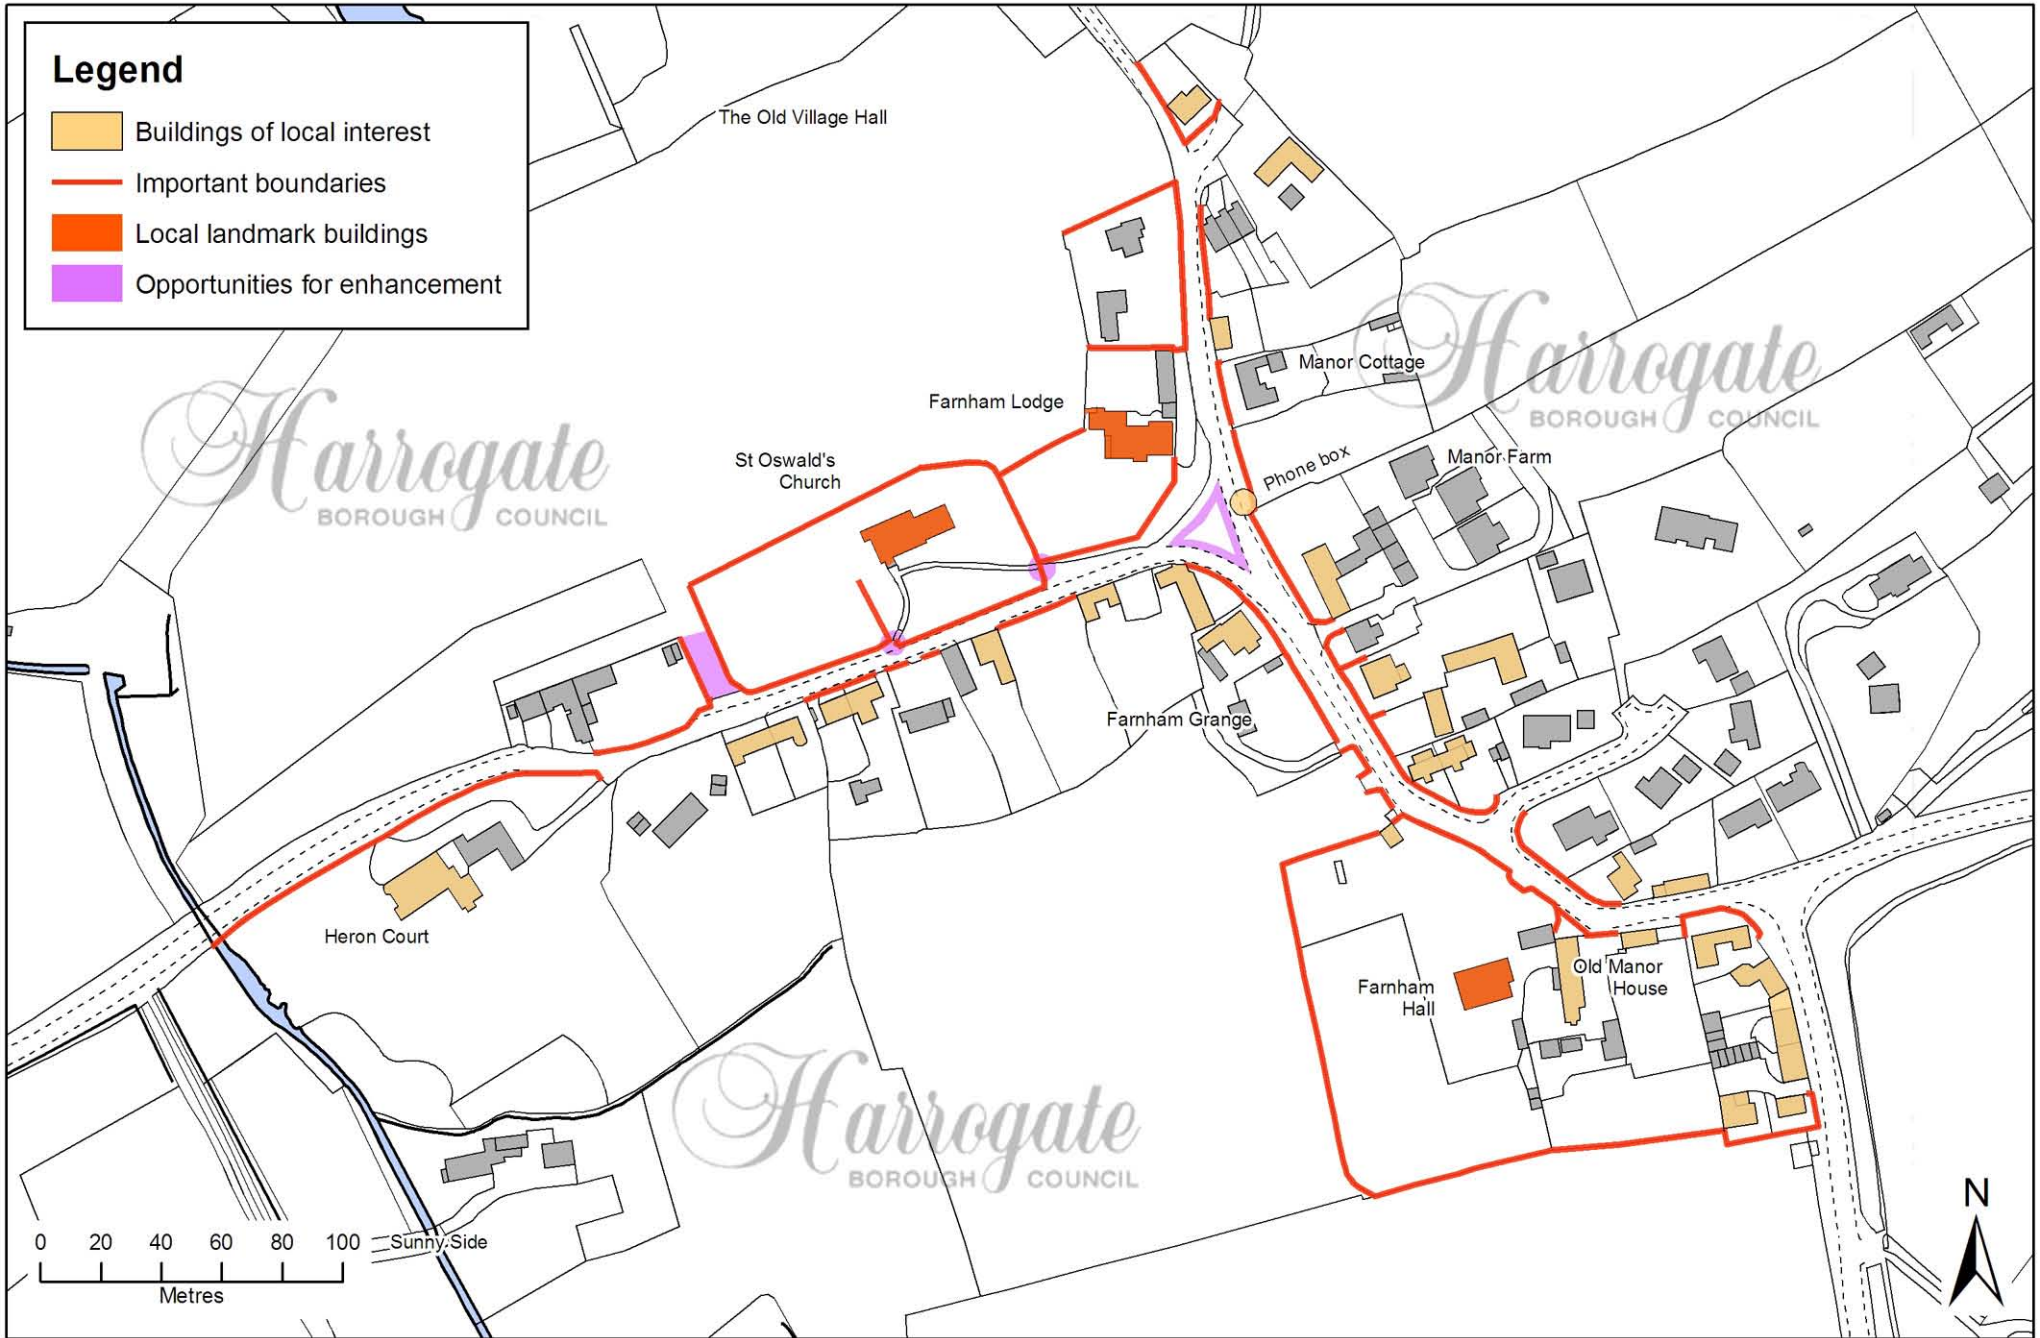 Legend
Buildings of local interest
Important boundaries
Local landmark buildings
Opportunities for enhancement
The Old Village Hall
Manor Cottage
Harrogate
BOROUGH COUNCIL
Farnham Lodge
Harrogate
BOROUGH COUNCIL
St Oswald's
Church
Phone box
Manor Farm
Farnham Grange
Heron Court
Old Manor
House
Farnham
Hall
Harrogate
BOROUGH COUNCIL
Sunny Side
0 20 40 60 80 100
Metres
N